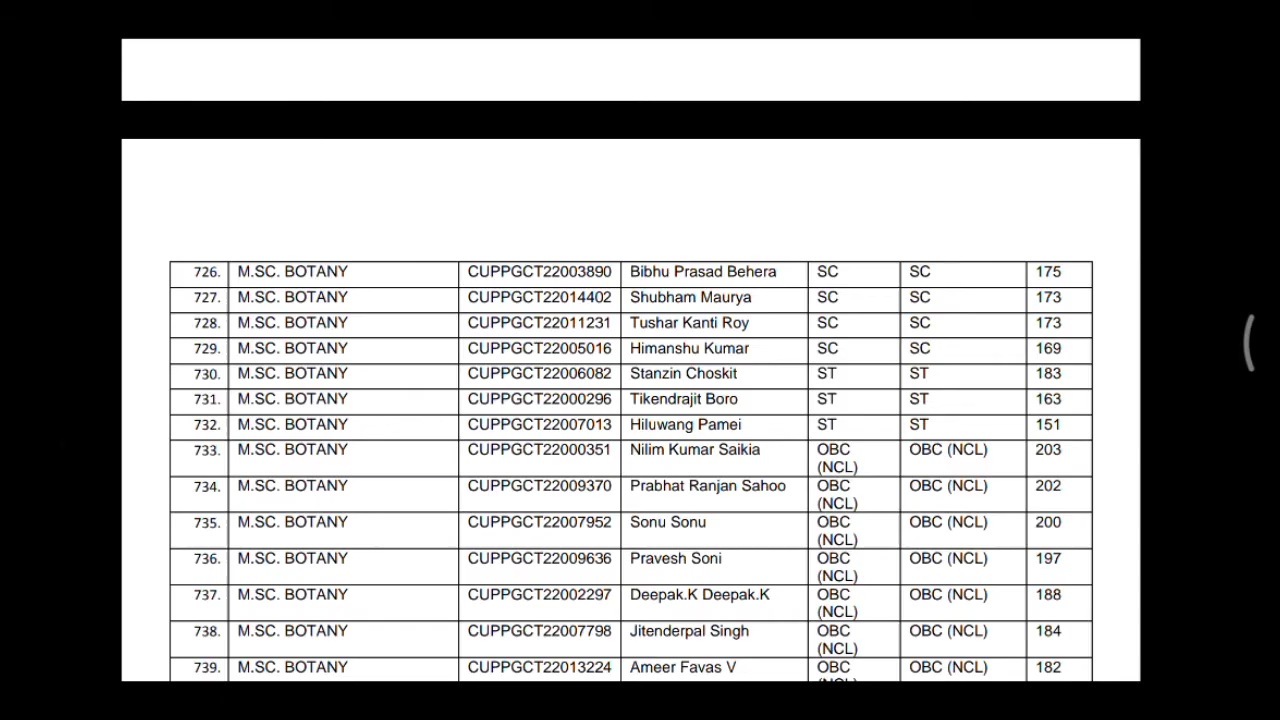 726. M.SC. BOTANY CUPPGCT22003890 Bibhu Prasad Behera SC SC 175
727. M.SC. BOTANY CUPPGCT22014402 Shubham Maurya SC SC 173
728. M.SC. BOTANY CUPPGCT22011231 Tushar Kanti Roy SC SC 173
729. M.SC. BOTANY CUPPGCT22005016 Himanshu Kumar SC SC 169
730. M.SC. BOTANY CUPPGCT22006082 Stanzin Choskit ST ST 183
731. M.SC. BOTANY CUPPGCT22000296 Tikendrajit Boro ST ST 163
732. M.SC. BOTANY CUPPGCT22007013 Hiluwang Pamei ST ST 151
733. M.SC. BOTANY CUPPGCT22000351 Nilim Kumar Saikia OBC OBC (NCL) 203
(NCL)
734. M.SC. BOTANY CUPPGCT22009370 Prabhat Ranjan Sahoo OBC OBC (NCL) 202
(NCL)
735. M.SC. BOTANY CUPPGCT22007952 Sonu Sonu OBC OBC (NCL) 200
(NCL)
736. M.SC. BOTANY CUPPGCT22009636 Pravesh Soni OBC OBC (NCL) 197
(NCL)
737. M.SC. BOTANY CUPPGCT22002297 Deepak.K Deepak.K OBC OBC (NCL) 188
(NCL)
738. M.SC. BOTANY CUPPGCT22007798 Jitenderpal Singh OBC OBC (NCL) 184
(NCL)
739. M.SC. BOTANY CUPPGCT22013224 Ameer Favas V OBC OBC (NCL) 182